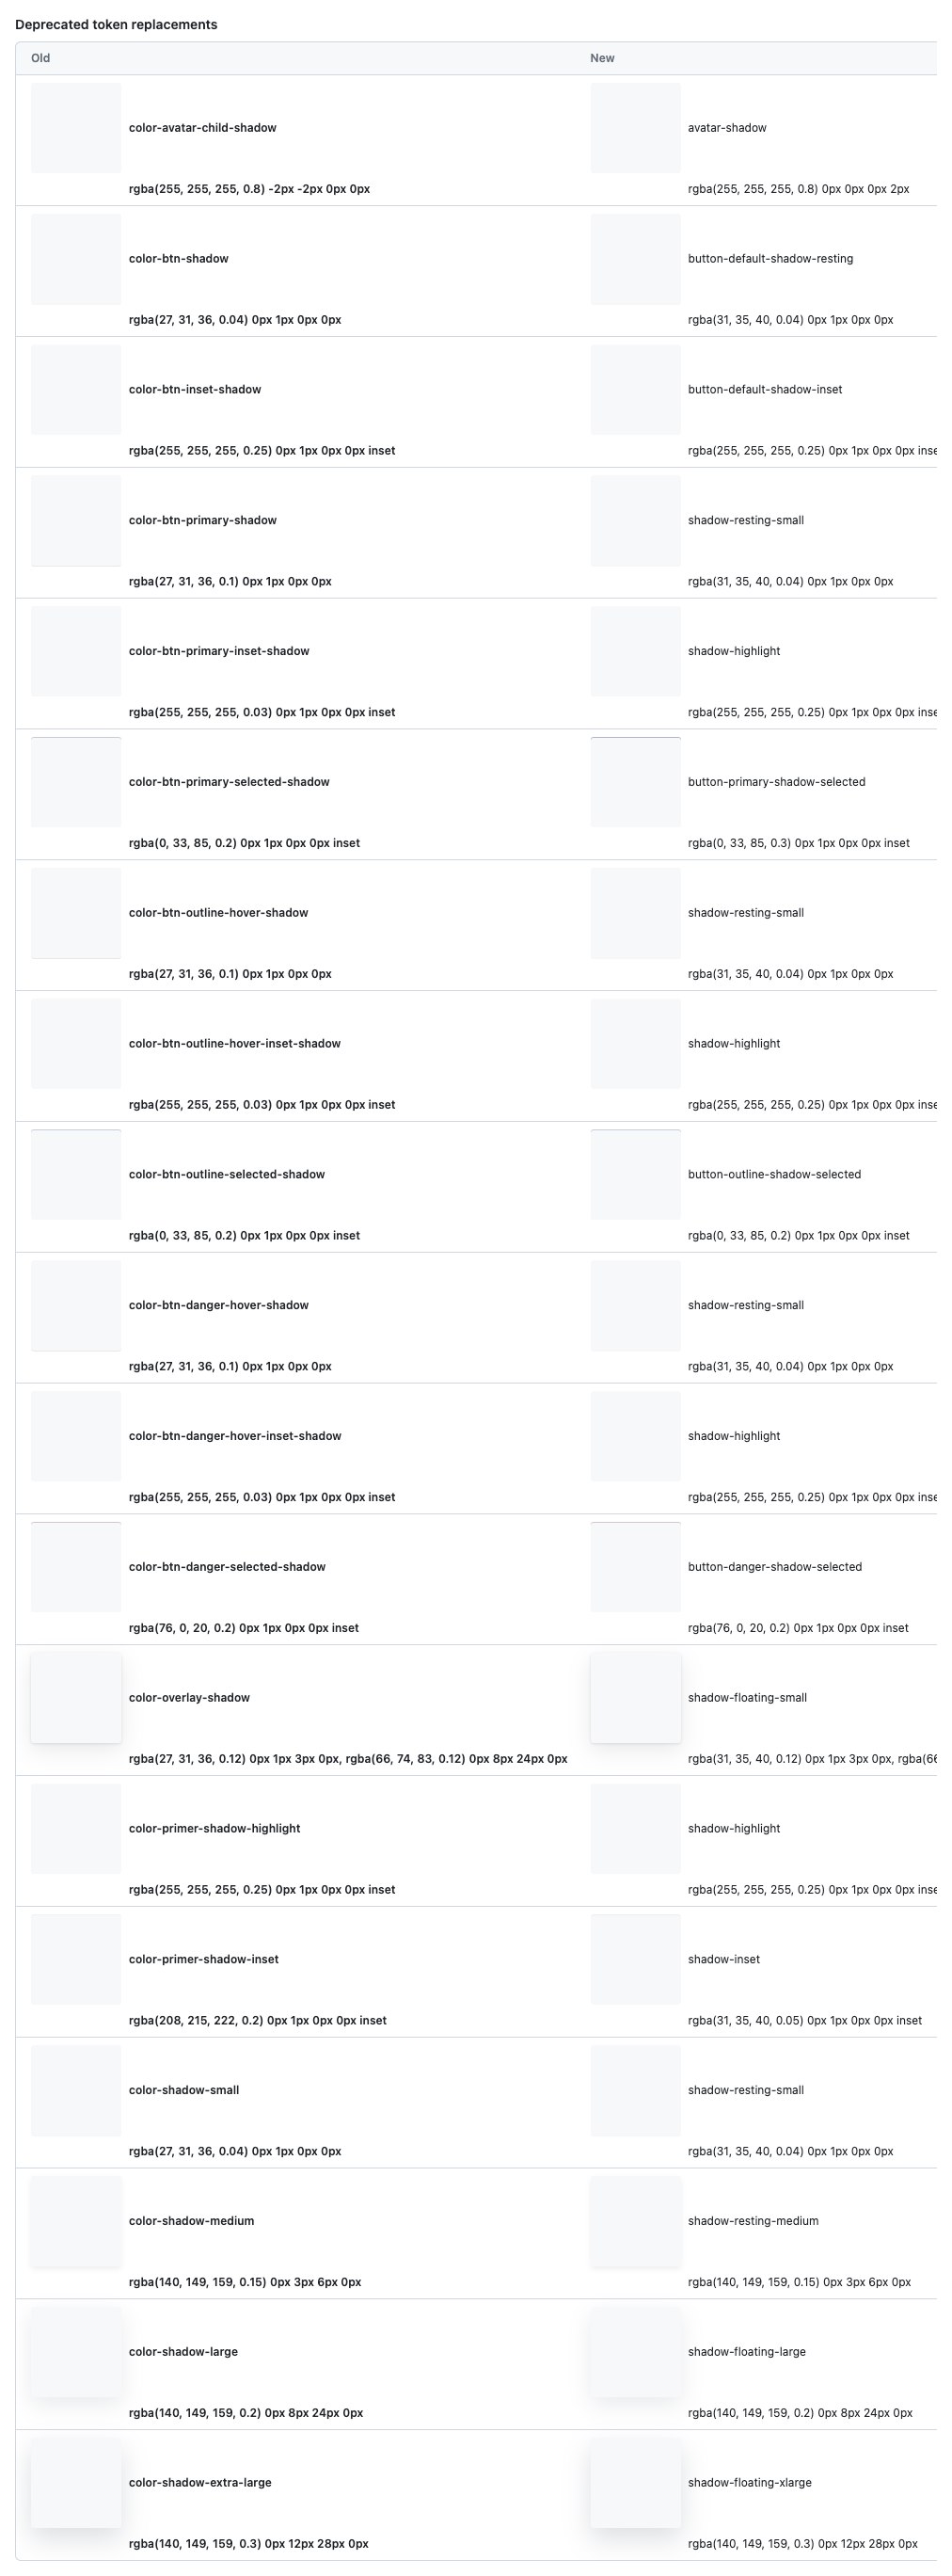 Deprecated token replacements
Old New
color-avatar-child-shadow avatar-shadow
rgba(255, 255, 255, 0.8) -2px -2px 0px 0px rgba(255, 255, 255, 0.8) 0px 0px 0px 2px
color-btn-shadow button-default-shadow-resting
rgba(27, 31, 36, 0.04) 0px 1px 0px 0px rgba(31, 35, 40, 0.04) 0px 1px 0px 0px
color-btn-inset-shadow button-default-shadow-inset
rgba(255, 255, 255, 0.25) 0px 1px 0px 0px inset rgba(255, 255, 255, 0.25) 0px 1px 0px 0px inse
color-btn-primary-shadow shadow-resting-small
rgba(27, 31, 36, 0.1) 0px 1px 0px 0px rgba(31, 35, 40, 0.04) 0px 1px 0px 0px
color-btn-primary-inset-shadow shadow-highlight
rgba(255, 255, 255, 0.03) 0px 1px 0px 0px inset rgba(255, 255, 255, 0.25) 0px 1px 0px 0px inse
color-btn-primary-selected-shadow button-primary-shadow-selected
rgba(0, 33, 85, 0.2) 0px 1px 0px 0px inset rgba(0, 33, 85, 0.3) 0px 1px 0px 0px inset
color-btn-outline-hover-shadow shadow-resting-small
rgba(27, 31, 36, 0.1) 0px 1px 0px 0px rgba(31, 35, 40, 0.04) 0px 1px 0px 0px
color-btn-outline-hover-inset-shadow shadow-highlight
rgba(255, 255, 255, 0.03) 0px 1px 0px 0px inset rgba(255, 255, 255, 0.25) 0px 1px 0px 0px inse
color-btn-outline-selected-shadow button-outline-shadow-selected
rgba(0, 33, 85, 0.2) 0px 1px 0px 0px inset rgba(0, 33, 85, 0.2) 0px 1px 0px 0px inset
color-btn-danger-hover-shadow shadow-resting-small
rgba(27, 31, 36, 0.1) 0px 1px 0px 0px rgba(31, 35, 40, 0.04) 0px 1px 0px 0px
color-btn-danger-hover-inset-shadow shadow-highlight
rgba(255, 255, 255, 0.03) 0px 1px 0px 0px inset rgba(255, 255, 255, 0.25) 0px 1px 0px 0px inse
color-btn-danger-selected-shadow button-danger-shadow-selected
rgba(76, 0, 20, 0.2) 0px 1px 0px 0px inset rgba(76, 0, 20, 0.2) 0px 1px 0px 0px inset
color-overlay-shadow shadow-floating-small
rgba(27, 31, 36, 0.12) 0px 1px 3px 0px, rgba(66, 74, 83, 0.12) 0px 8px 24px 0px rgba(31, 35, 40, 0.12) 0px 1px 3px 0px, rgba(66
color-primer-shadow-highlight shadow-highlight
rgba(255, 255, 255, 0.25) 0px 1px 0px 0px inset rgba(255, 255, 255, 0.25) 0px 1px 0px 0px inse
color-primer-shadow-inset shadow-inset
rgba(208, 215, 222, 0.2) 0px 1px 0px 0px inset rgba(31, 35, 40, 0.05) 0px 1px 0px 0px inset
color-shadow-small shadow-resting-small
rgba(27, 31, 36, 0.04) 0px 1px 0px 0px rgba(31, 35, 40, 0.04) 0px 1px 0px 0px
color-shadow-medium shadow-resting-medium
rgba(140, 149, 159, 0.15) 0px 3px 6px 0px rgba(140, 149, 159, 0.15) 0px 3px 6px 0px
color-shadow-large shadow-floating-large
rgba(140, 149, 159, 0.2) 0px 8px 24px 0px rgba(140, 149, 159, 0.2) 0px 8px 24px 0px
color-shadow-extra-large shadow-floating-xlarge
rgba(140, 149, 159, 0.3) 0px 12px 28px 0px rgba(140, 149, 159, 0.3) 0px 12px 28px 0px